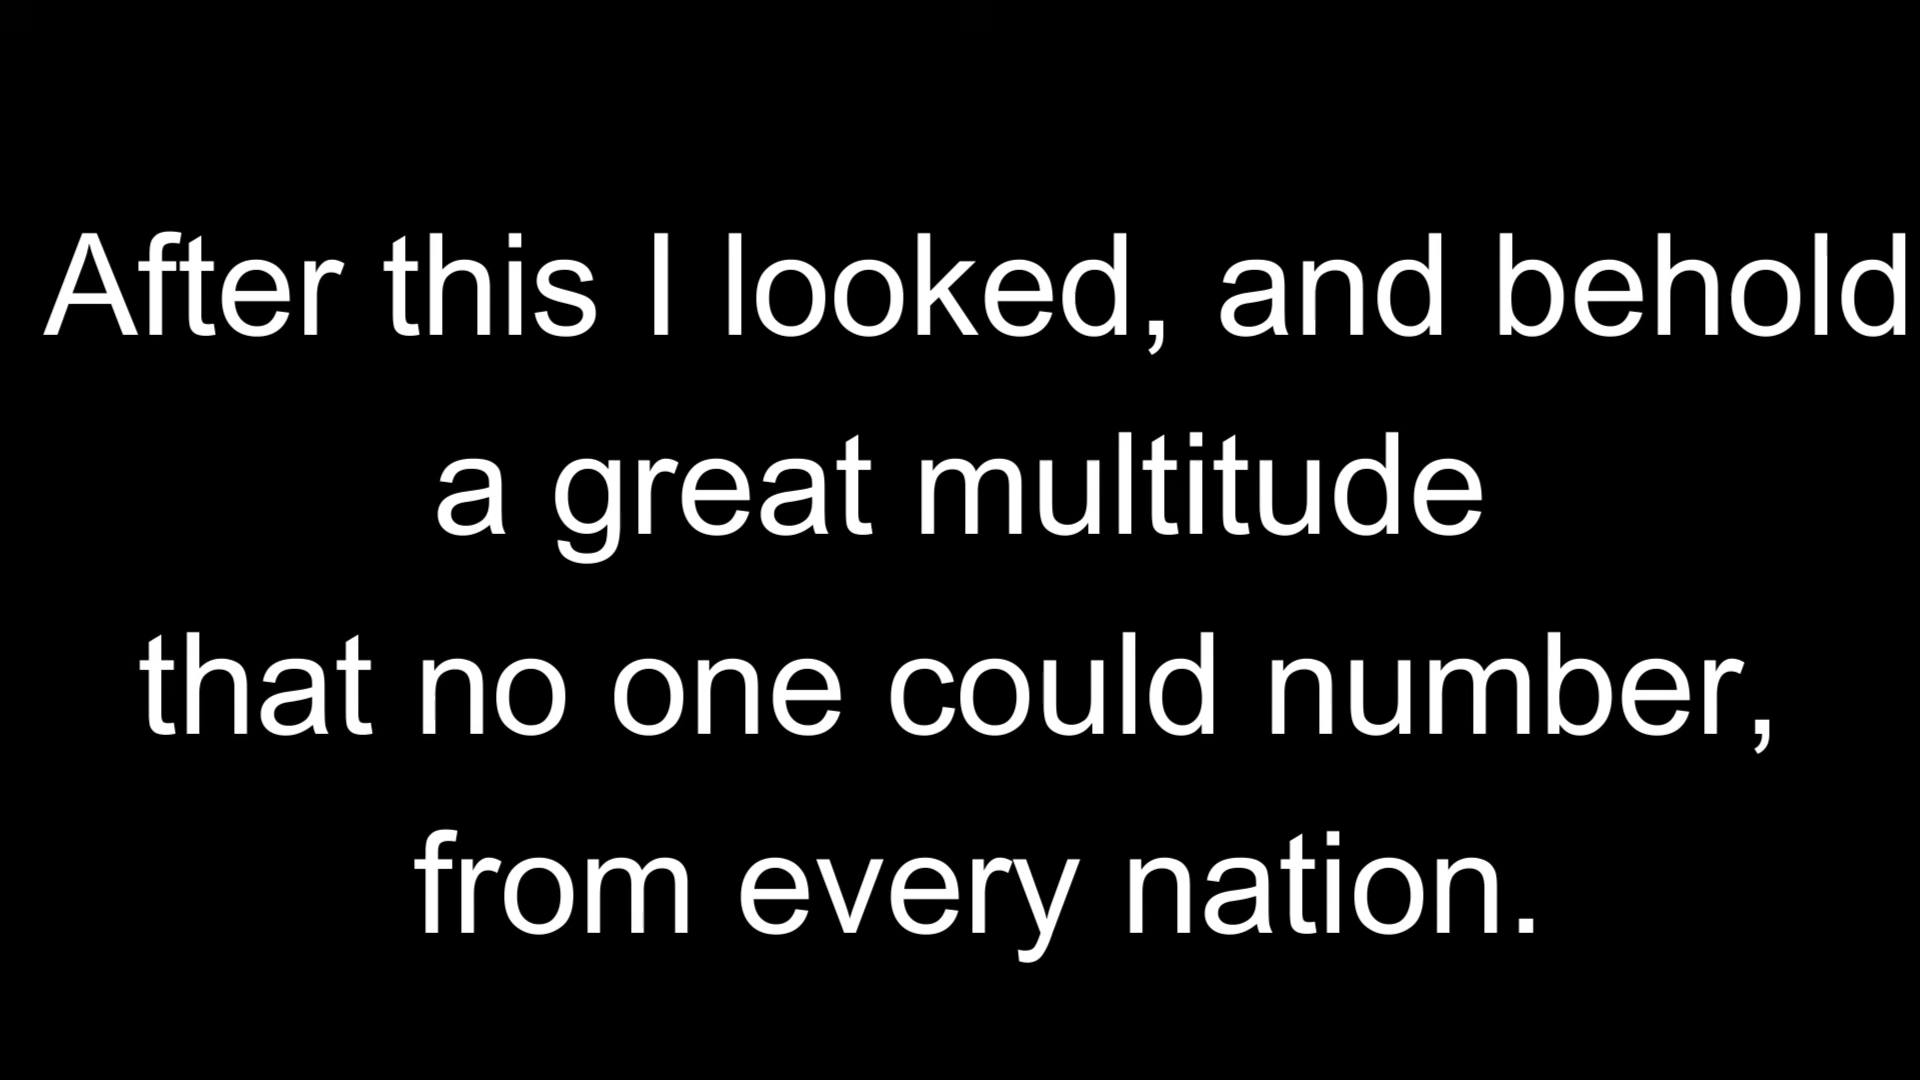 After this I looked, and behold
a great multitude
that no one could number,
from every nation.